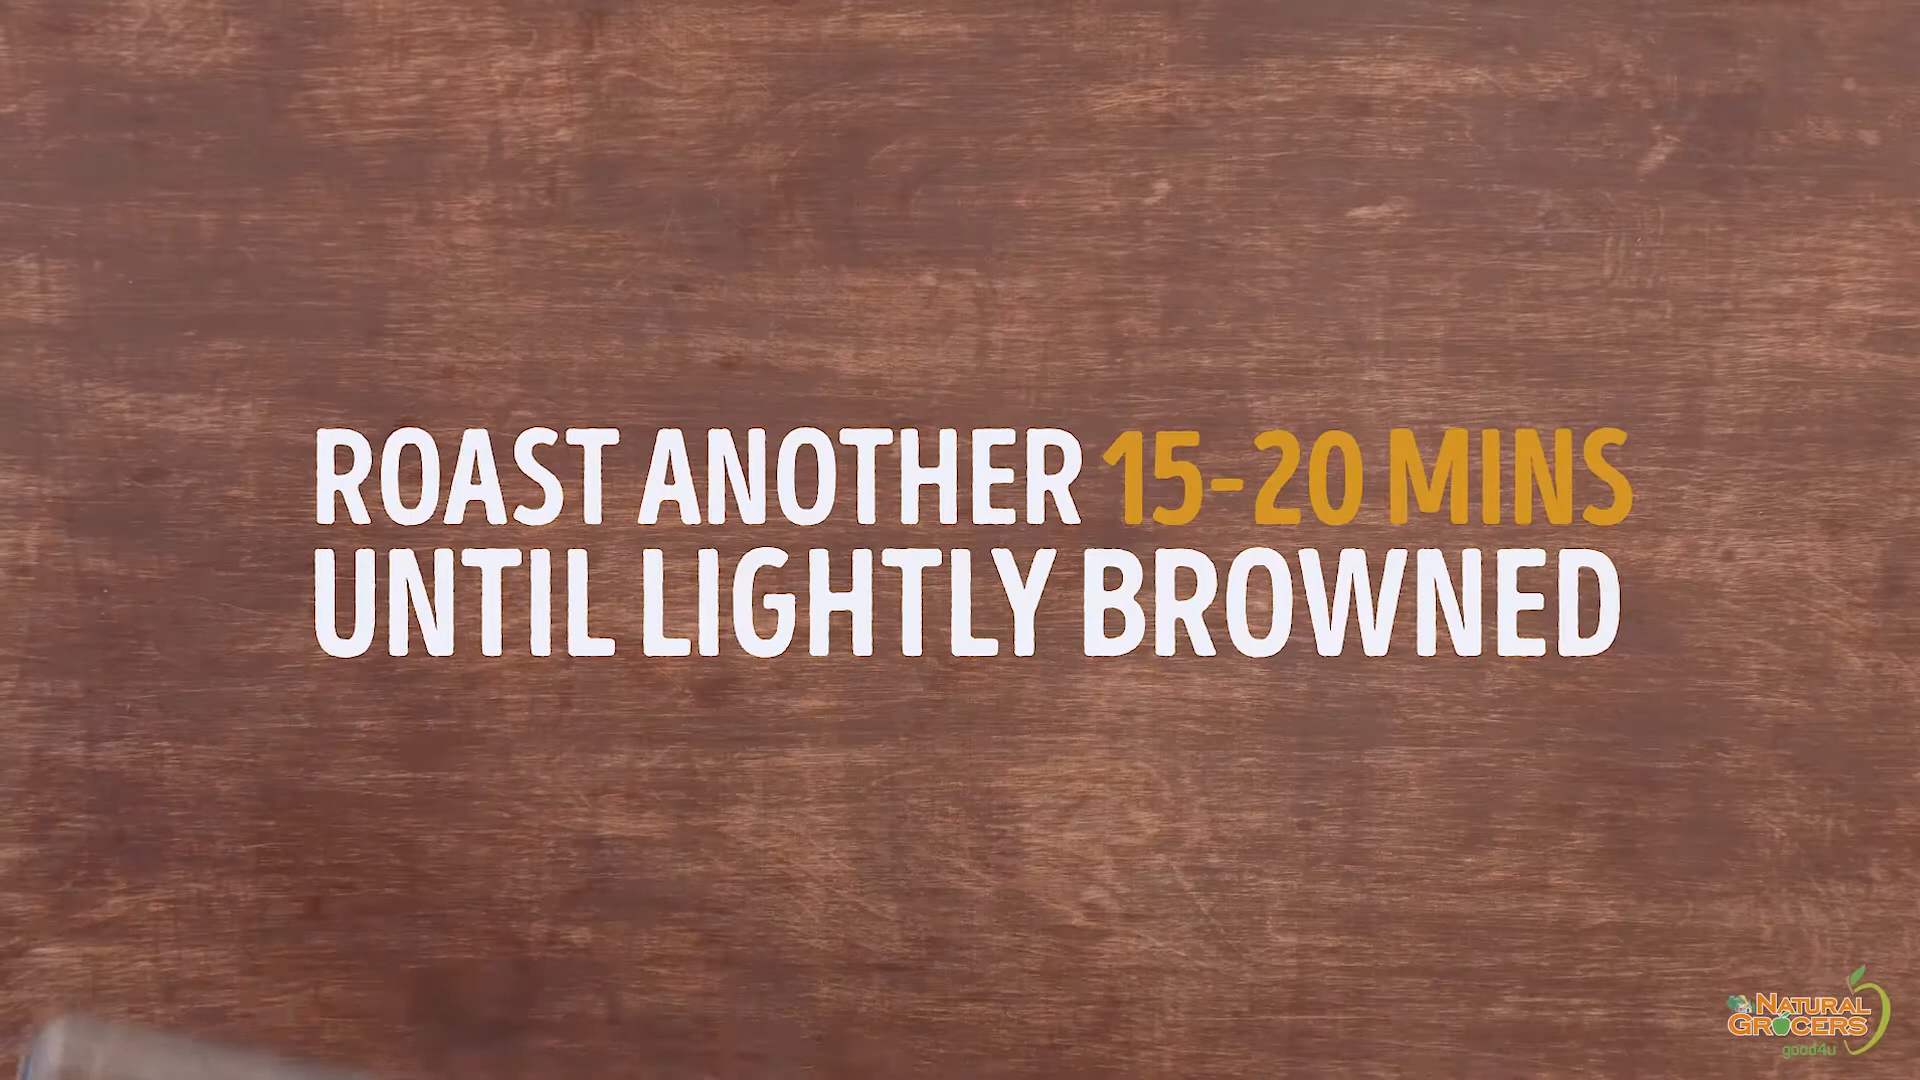 ROAST ANOTHER 15-20 MINS
UNTIL LIGHTLY BROWNED
NATURAL
GROCERS
good4u